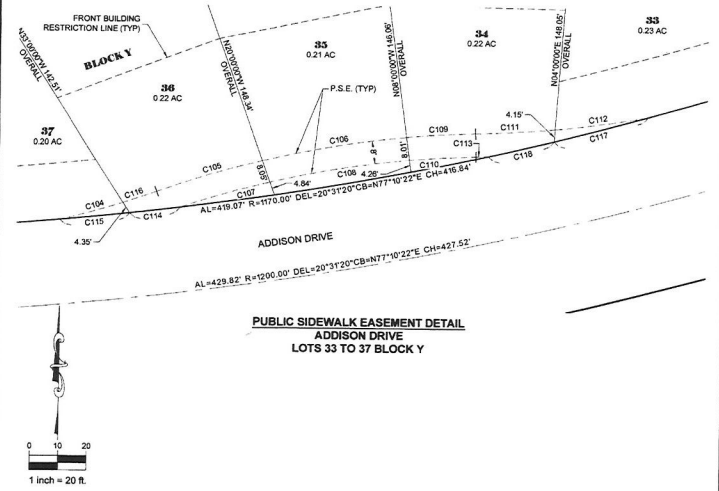 FRONT BUILDING
RESTRICTION LINE (TYP)
BLOCK Y
N33°00'00"W 142.51'
OVERALL
37
0.20 AC
36
0.22 AC
N20°00'00"W 148.34'
OVERALL
35
0.21 AC
P.S.E. (TYP)
N08°00'00"W 146.06'
OVERALL
34
0.22 AC
N04°00'00"E 148.05'
OVERALL
33
0.23 AC
C104
C116
C105
C106
C109
C111
C112
4.15'
C113
8'
8.01'
8.05'
4.84'
C108
4.26'
C110
C118
C117
C115
C114
C107
4.35'
AL=419.07' R=1170.00' DEL=20°31'20"CB=N77°10'22"E CH=416.84'
ADDISON DRIVE
AL=429.82' R=1200.00' DEL=20°31'20"CB=N77°10'22"E CH=427.52'
PUBLIC SIDEWALK EASEMENT DETAIL
ADDISON DRIVE
LOTS 33 TO 37 BLOCK Y
0 10 20
1 inch = 20 ft.